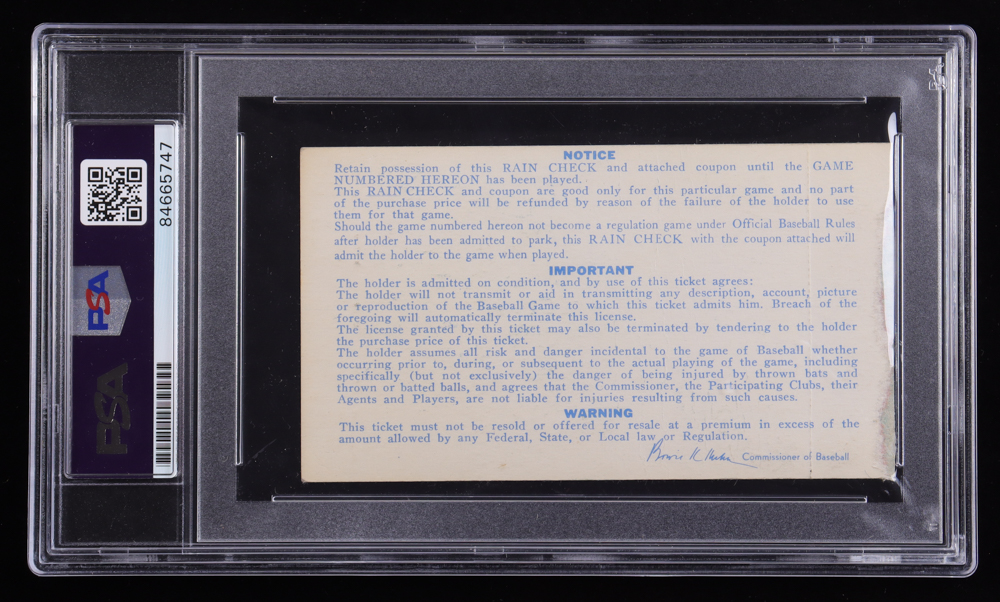 84665747
PSA
PSA
NOTICE
Retain possession of this RAIN CHECK and attached coupon until the GAME
NUMBERED HEREON has been played.
This RAIN CHECK and coupon are good only for this particular game and no part
of the purchase price will be refunded by reason of the failure of the holder to use
them for that game.
Should the game numbered hereon not become a regulation game under Official Baseball Rules
after holder has been admitted to park, this RAIN CHECK with the coupon attached will
admit the holder to the game when played.
IMPORTANT
The holder is admitted on condition, and by use of this ticket agrees:
The holder will not transmit or aid in transmitting any description, account, picture
or reproduction of the Baseball Game to which this ticket admits him. Breach of the
foregoing will automatically terminate this license.
The license granted by this ticket may also be terminated by tendering to the holder
the purchase price of this ticket.
The holder assumes all risk and danger incidental to the game of Baseball whether
occurring prior to, during, or subsequent to the actual playing of the game, including
specifically (but not exclusively) the danger of being injured by thrown bats and
thrown or batted balls, and agrees that the Commissioner, the Participating Clubs, their
Agents and Players, are not liable for injuries resulting from such causes.
WARNING
This ticket must not be resold or offered for resale at a premium in excess of the
amount allowed by any Federal, State, or Local law or Regulation.
Bowie K Kuhn Commissioner of Baseball